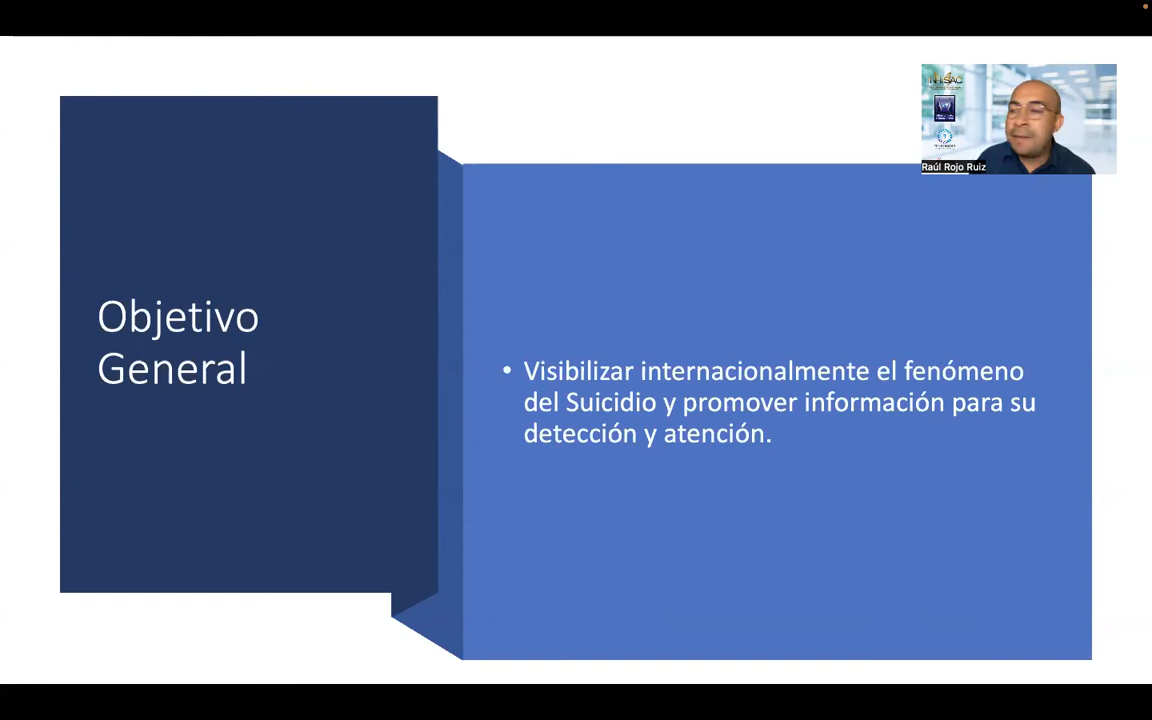 Objetivo
General
• Visibilizar internacionalmente el fenómeno
del Suicidio y promover información para su
detección y atención.
Raúl Rojo Ruiz